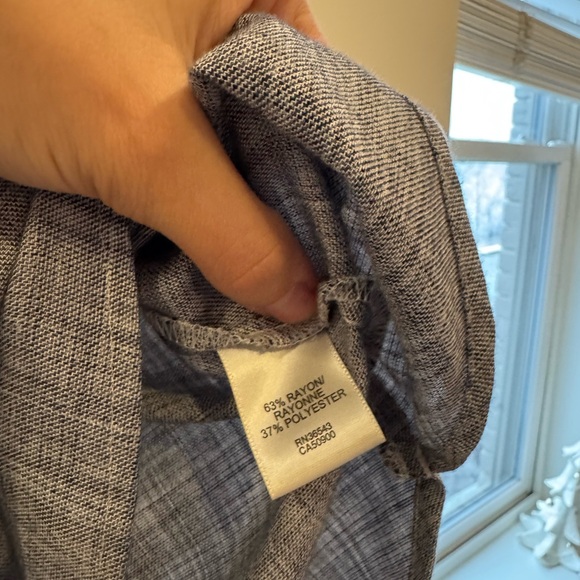 63% RAYON/
RAYONNE
37% POLYESTER
RN36543
CA50900